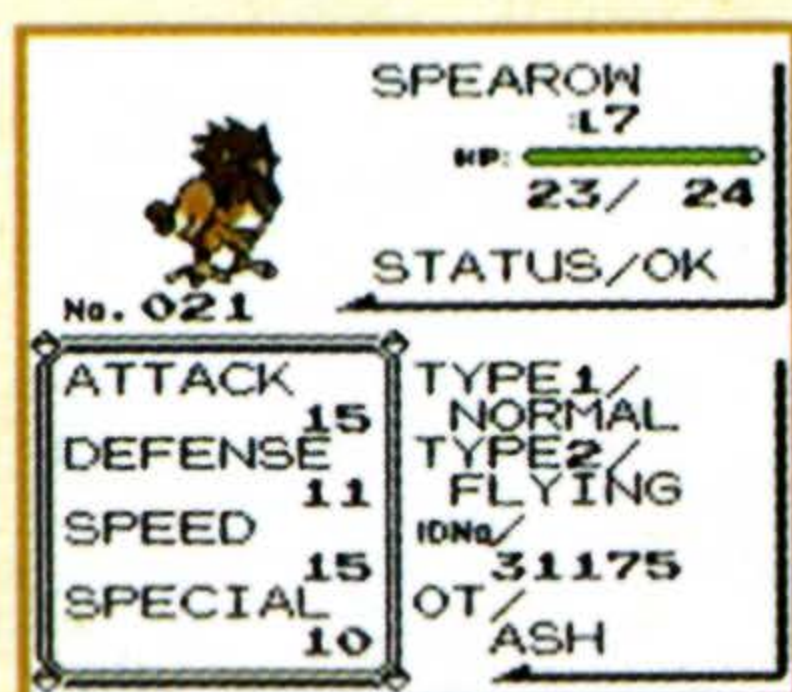 SPEAROW
:L7
HP:
23/ 24
STATUS/OK
No. 021
ATTACK
15
DEFENSE
11
SPEED
15
SPECIAL
10
TYPE1/
NORMAL
TYPE2/
FLYING
IDNo/
31175
OT/
ASH